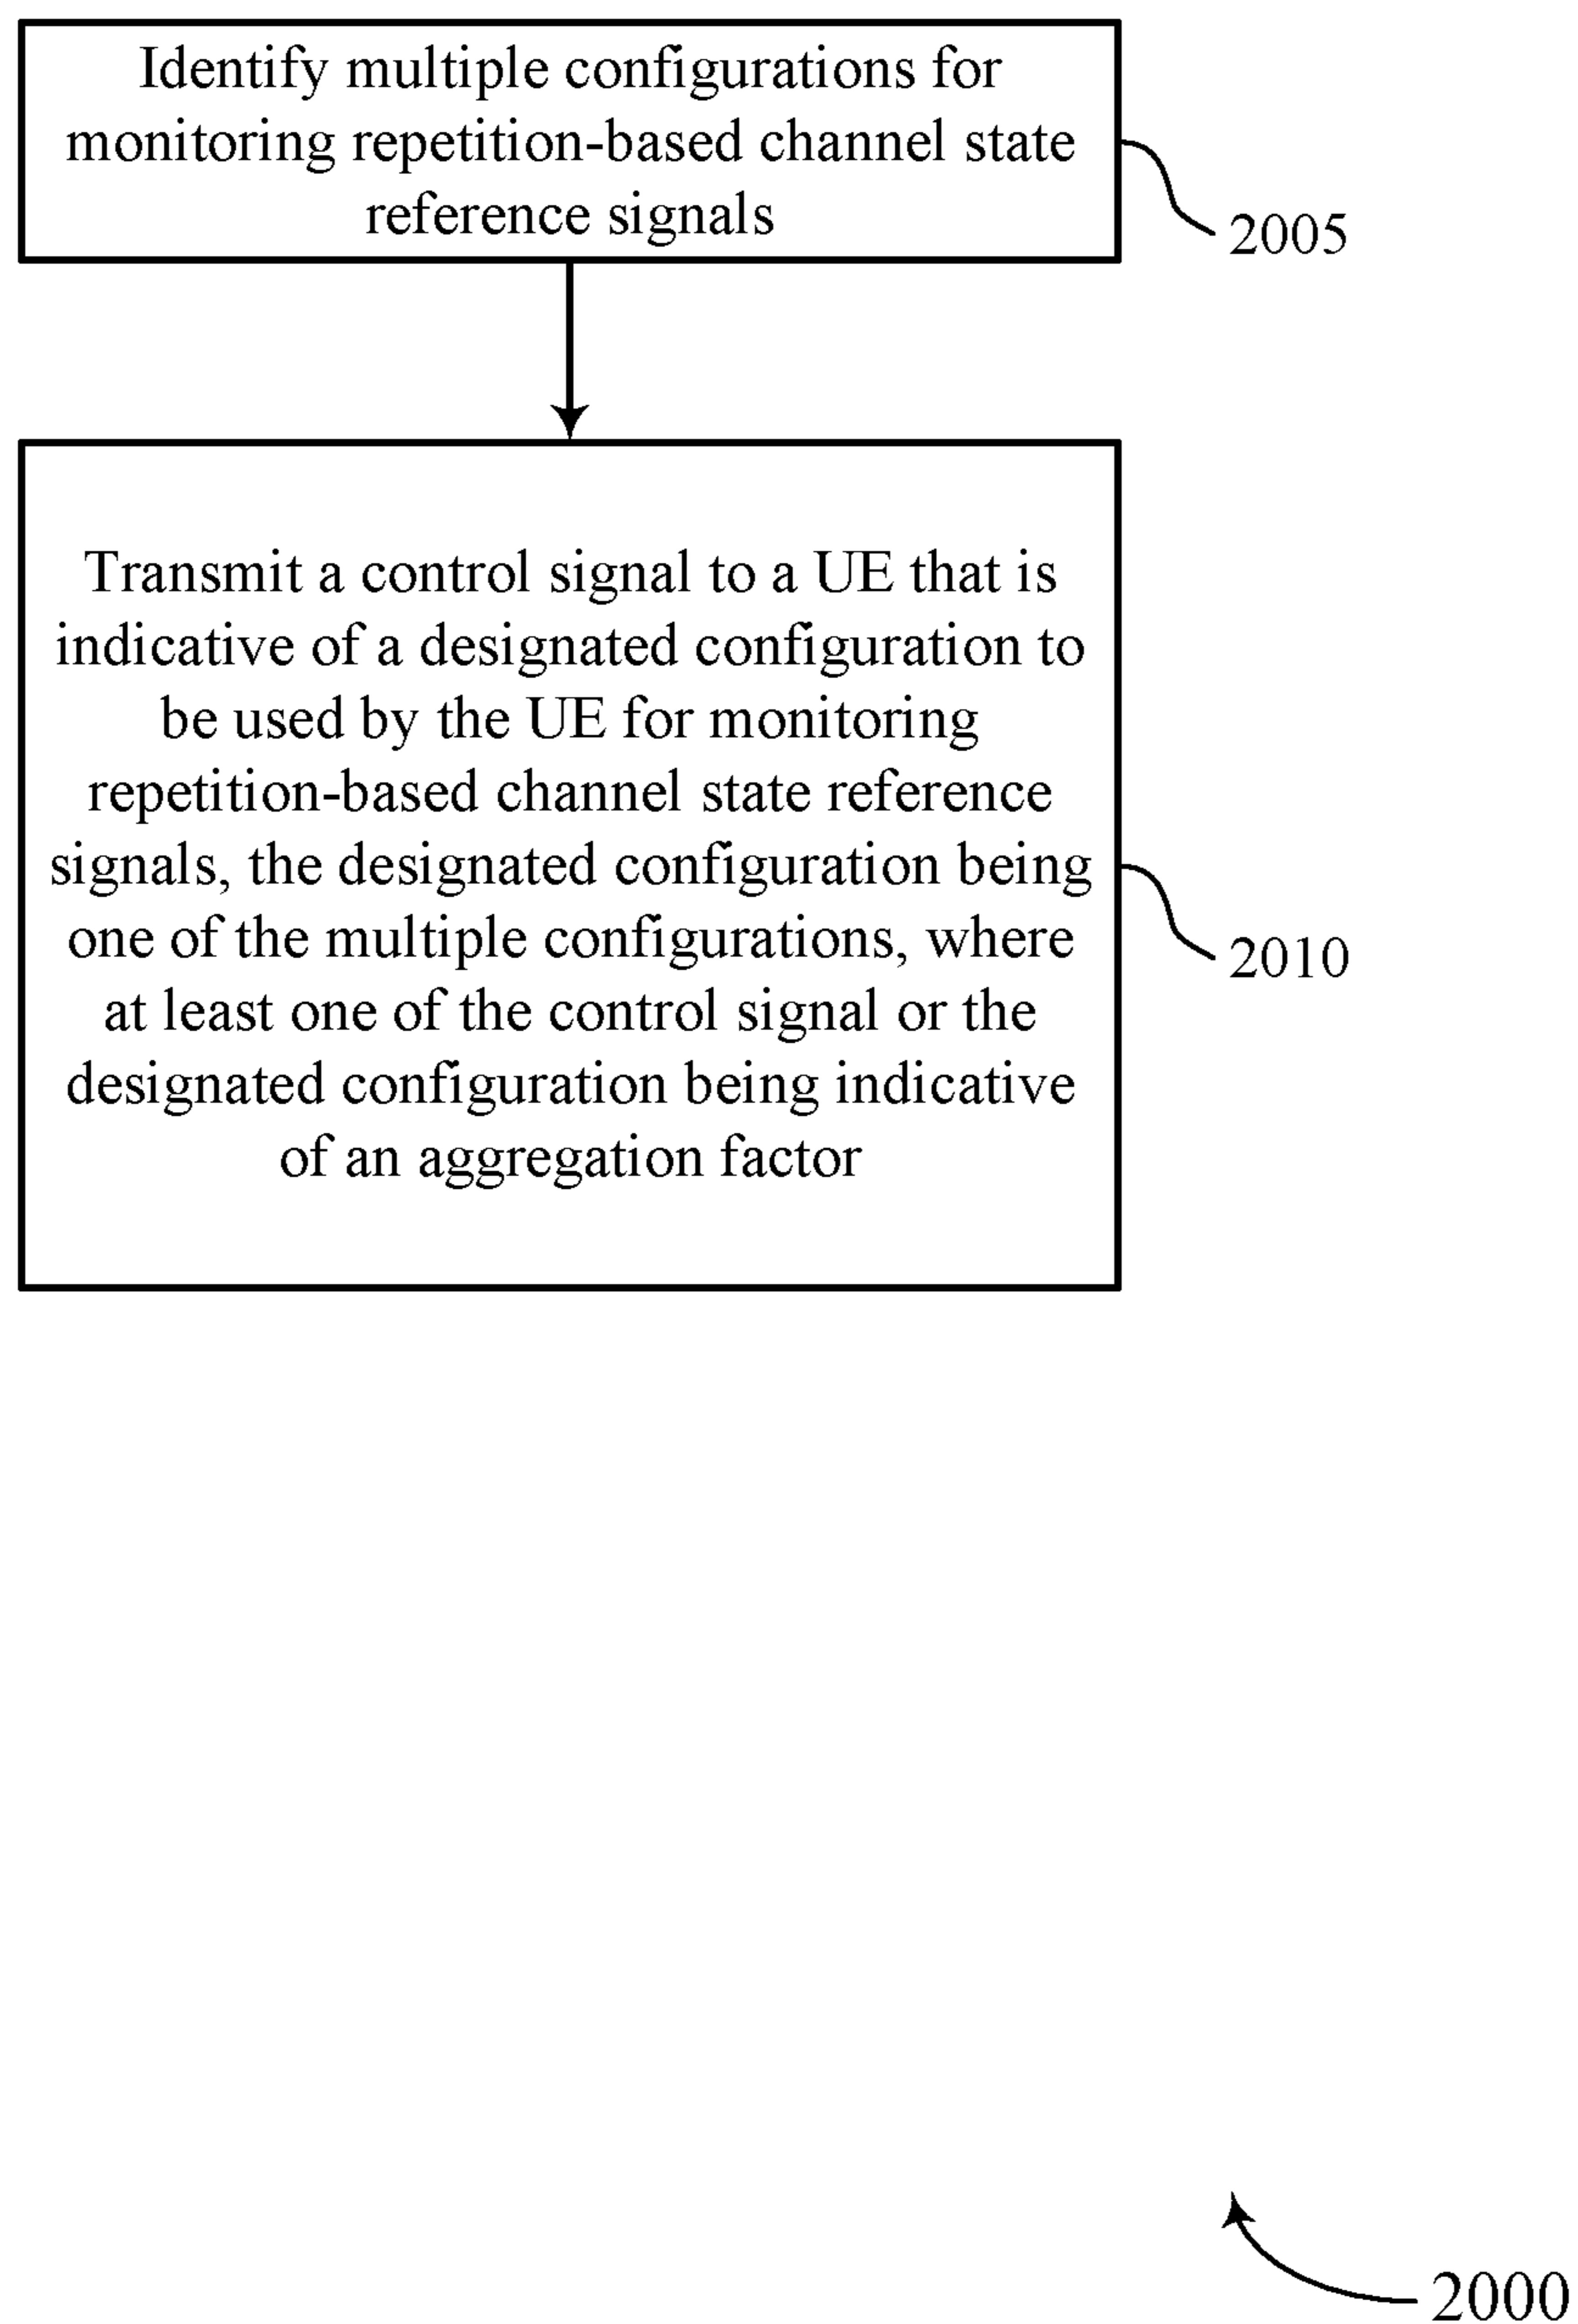 Identify multiple configurations for
monitoring repetition-based channel state
reference signals
2005
Transmit a control signal to a UE that is
indicative of a designated configuration to
be used by the UE for monitoring
repetition-based channel state reference
signals, the designated configuration being
one of the multiple configurations, where
at least one of the control signal or the
designated configuration being indicative
of an aggregation factor
2010
2000